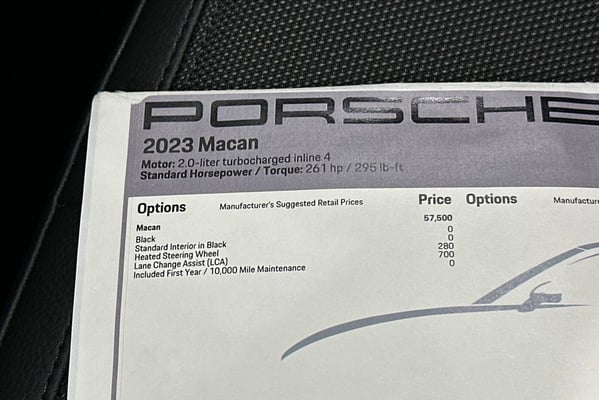 PORSCHE
2023 Macan
Motor: 2.0-liter turbocharged inline 4
Standard Horsepower / Torque: 261 hp / 295 lb-ft
Options Manufacturer's Suggested Retail Prices Price Options
Macan 57,500
Black 0
Standard Interior in Black 0
Heated Steering Wheel 280
Lane Change Assist (LCA) 700
Included First Year / 10,000 Mile Maintenance 0